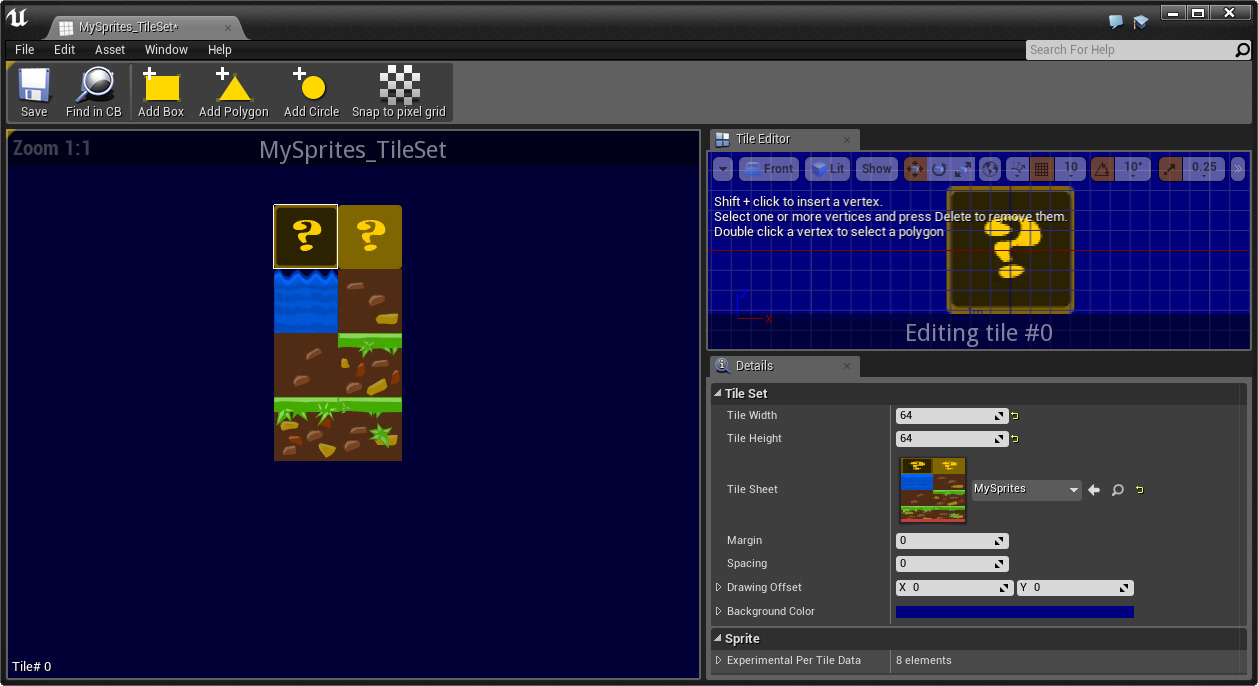 MySprites_TileSet*
File Edit Asset Window Help
Search For Help
Save Find in CB Add Box Add Polygon Add Circle Snap to pixel grid
Zoom 1:1
MySprites_TileSet
? ?
Tile# 0
Tile Editor
Front Lit Show 10 10° 0.25
Shift + click to insert a vertex.
Select one or more vertices and press Delete to remove them.
Double click a vertex to select a polygon
?
Z
X
Editing tile #0
Details
Tile Set
Tile Width 64
Tile Height 64
Tile Sheet MySprites
Margin 0
Spacing 0
Drawing Offset X 0 Y 0
Background Color
Sprite
Experimental Per Tile Data 8 elements